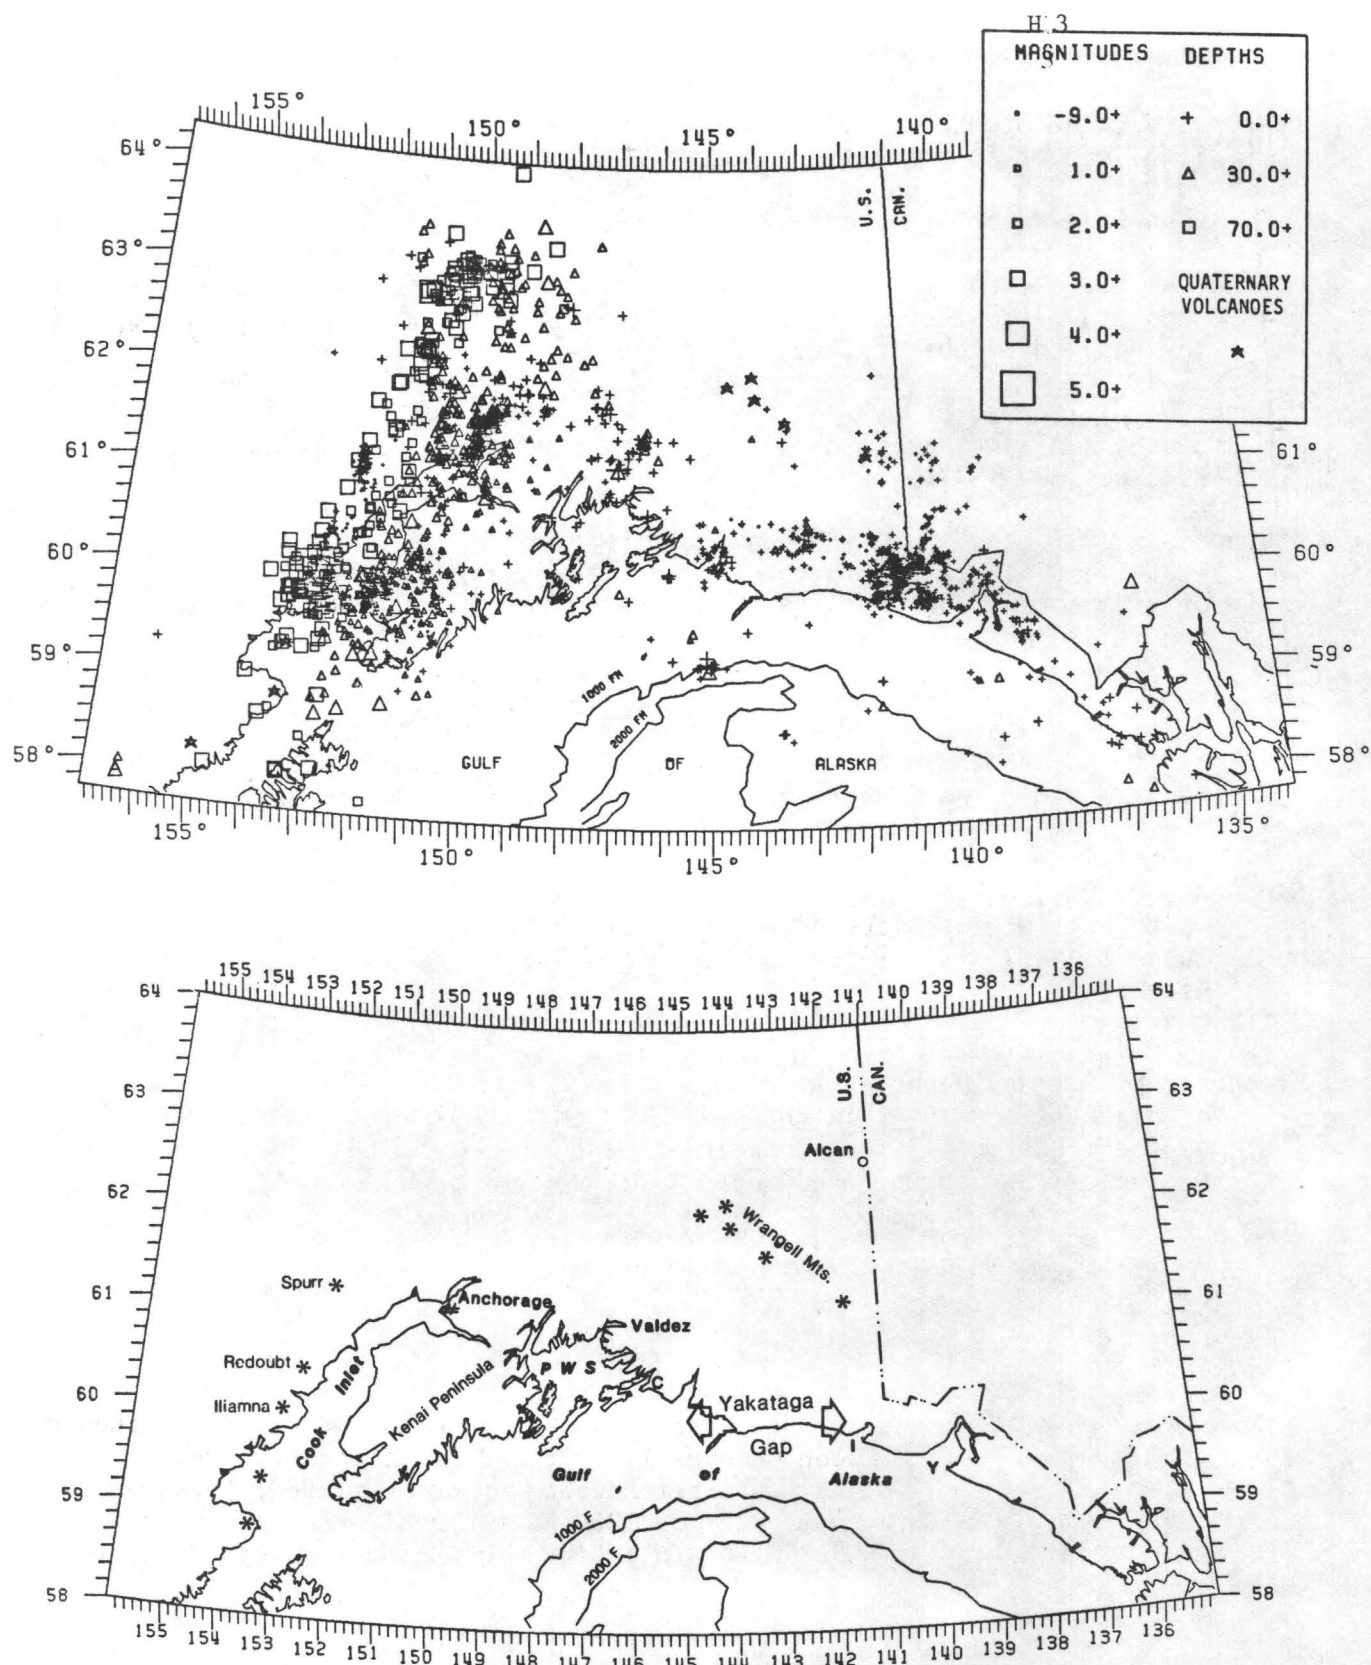 H 3
MAGNITUDES DEPTHS
-9.0+ 0.0+
1.0+ 30.0+
2.0+ 70.0+
3.0+ QUATERNARY
VOLCANOES
4.0+
5.0+
155° 150° 145° 140°
64°
63°
62°
61°
60°
59°
58°
U.S.
CAN.
61°
60°
59°
58°
1000 FM
2000 FM
GULF OF ALASKA
155° 150° 145° 140° 135°
155 154 153 152 151 150 149 148 147 146 145 144 143 142 141 140 139 138 137 136
64 64
63 63
62 62
61 61
60 60
59 59
58 58
U.S.
CAN.
Alcan
Wrangell Mts.
Spurr
Anchorage
Valdez
Redoubt
Iliamna
Cook Inlet
Kenai Peninsula
P W S
C
Yakataga
Gap
I
Y
Gulf of Alaska
1000 F
2000 F
155 154 153 152 151 150 149 148 147 146 145 144 143 142 141 140 139 138 137 136